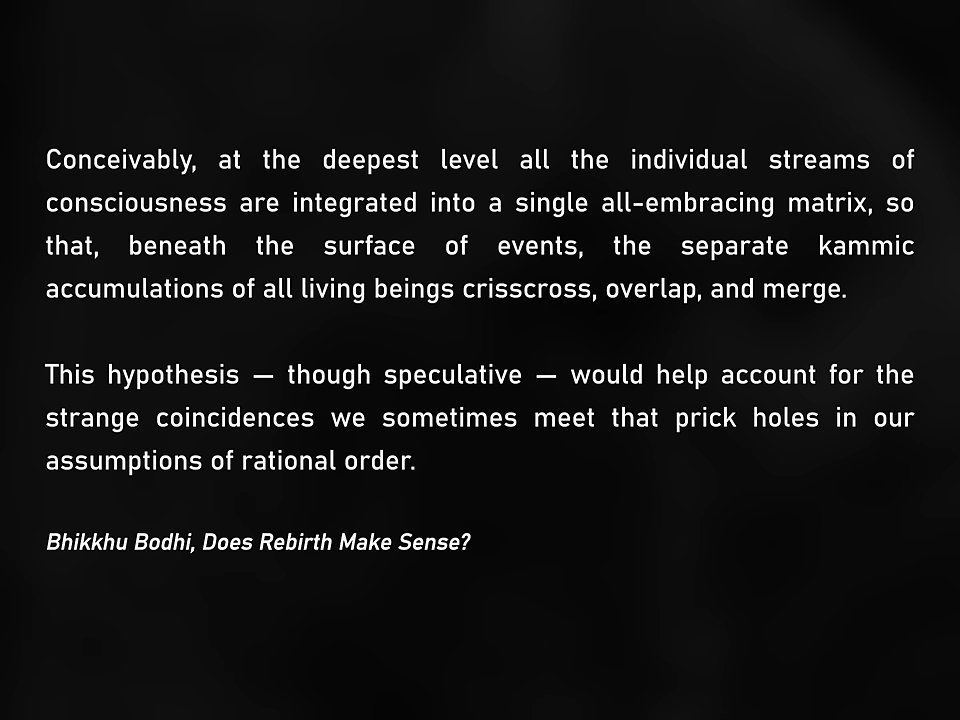 Conceivably, at the deepest level all the individual streams of
consciousness are integrated into a single all-embracing matrix, so
that, beneath the surface of events, the separate kammic
accumulations of all living beings crisscross, overlap, and merge.
This hypothesis — though speculative — would help account for the
strange coincidences we sometimes meet that prick holes in our
assumptions of rational order.
Bhikkhu Bodhi, Does Rebirth Make Sense?